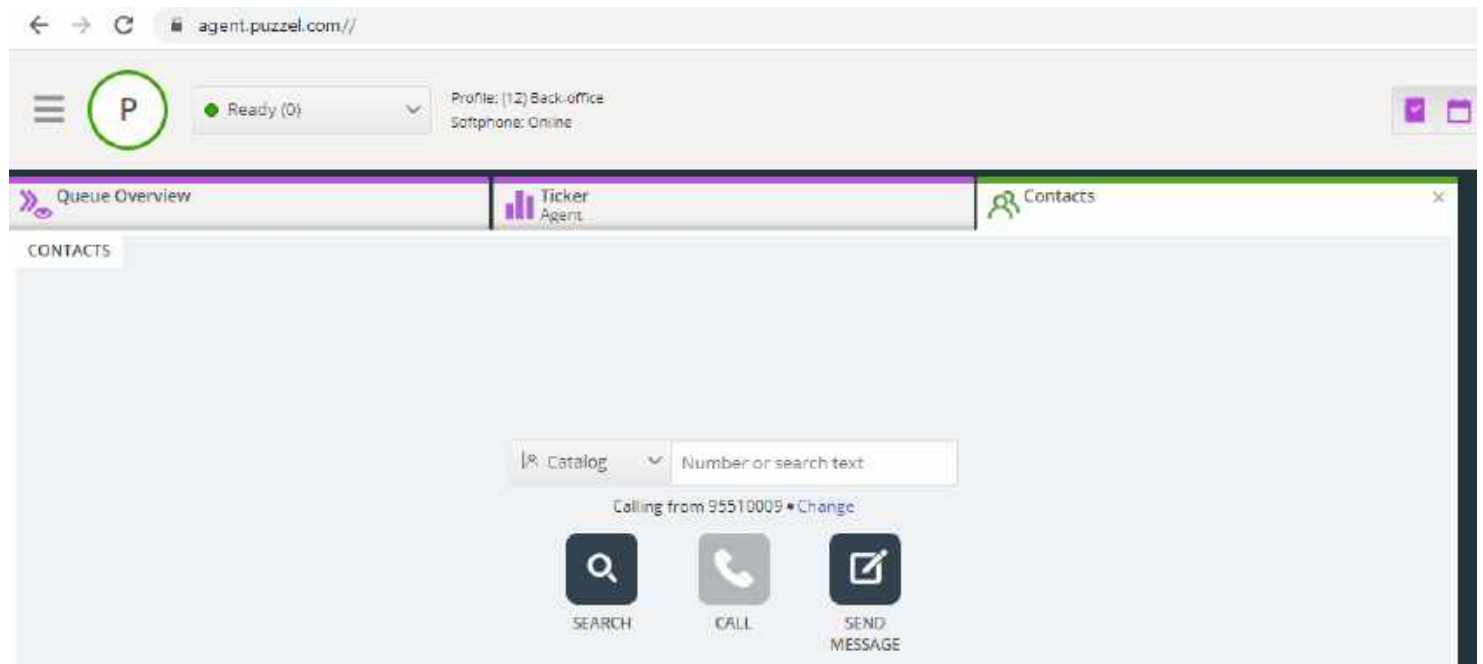 agent.puzzel.com//
P
Ready (0)
Profile: (12) Back-office
Softphone: Online
Queue Overview
Ticker
Agent
Contacts
CONTACTS
Catalog
Number or search text
Calling from 95510009 • Change
SEARCH
CALL
SEND
MESSAGE